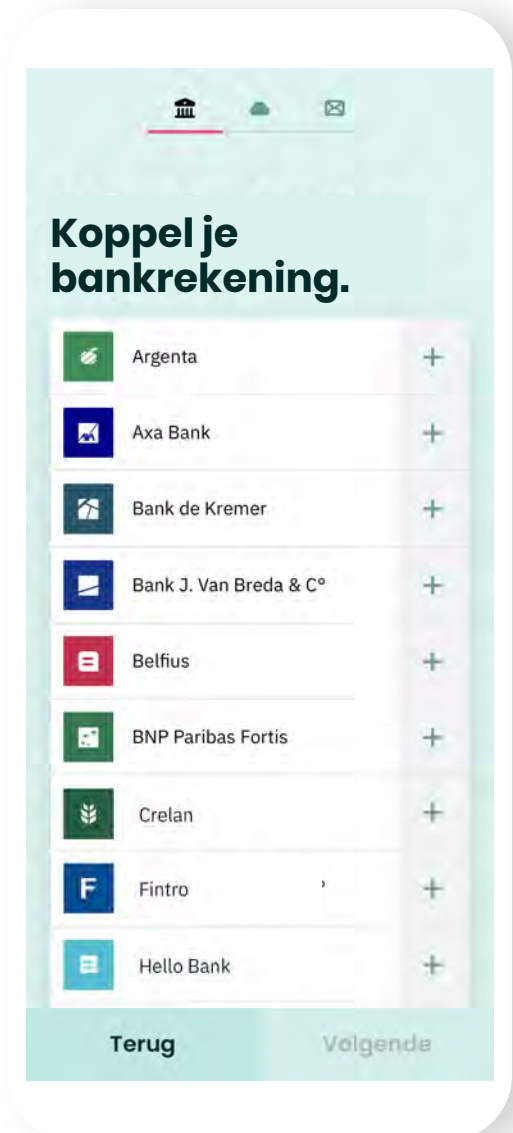 Koppel je
bankrekening.
Argenta
Axa Bank
Bank de Kremer
Bank J. Van Breda & C°
Belfius
BNP Paribas Fortis
Crelan
F Fintro
Hello Bank
Terug Volgende